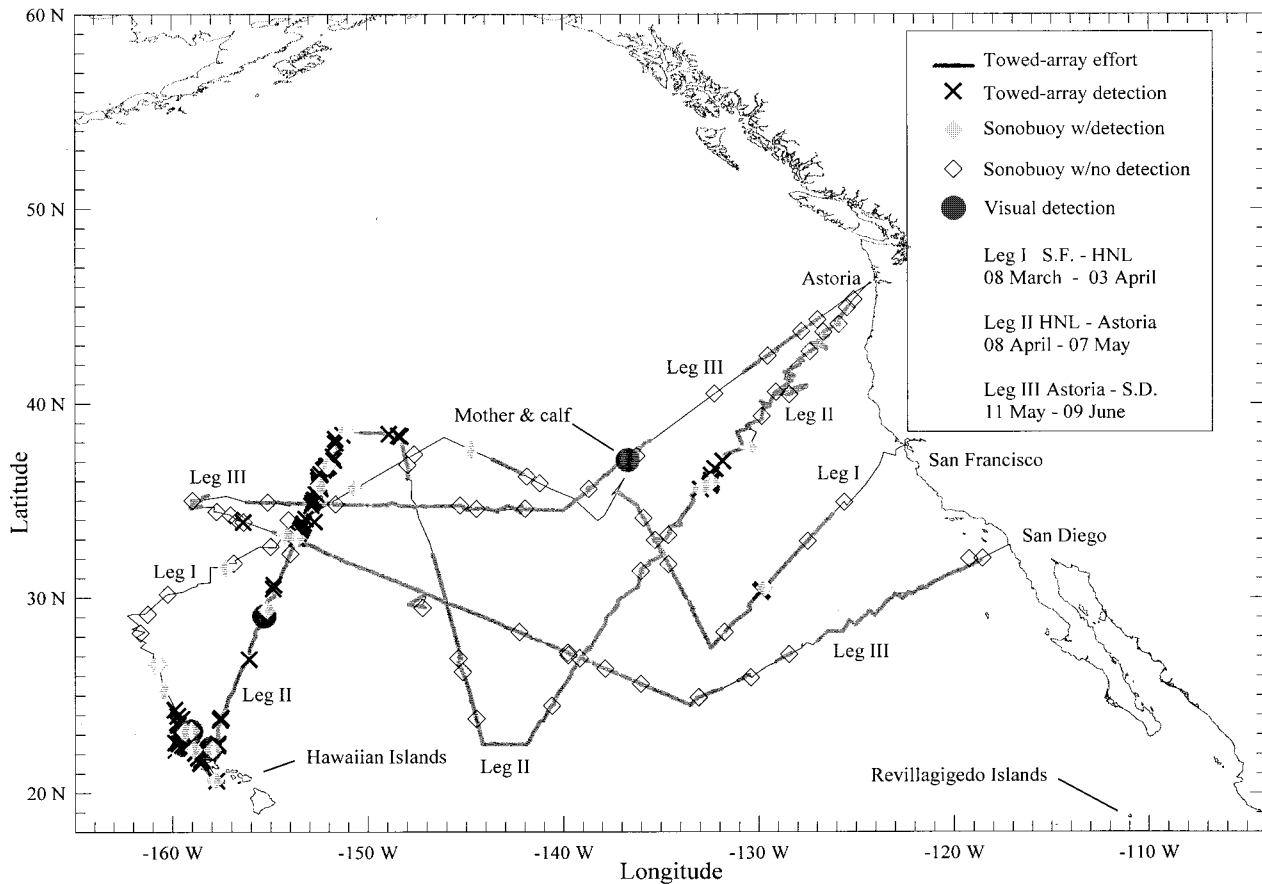 60 N
50 N
40 N
30 N
20 N
Latitude
-160 W
-150 W
-140 W
-130 W
-120 W
-110 W
Longitude
Towed-array effort
Towed-array detection
Sonobuoy w/detection
Sonobuoy w/no detection
Visual detection
Leg I S.F. - HNL
08 March - 03 April
Leg II HNL - Astoria
08 April - 07 May
Leg III Astoria - S.D.
11 May - 09 June
Astoria
Leg III
Mother & calf
Leg II
Leg I
San Francisco
Leg III
San Diego
Leg I
Leg III
Leg II
Hawaiian Islands
Leg II
Revillagigedo Islands